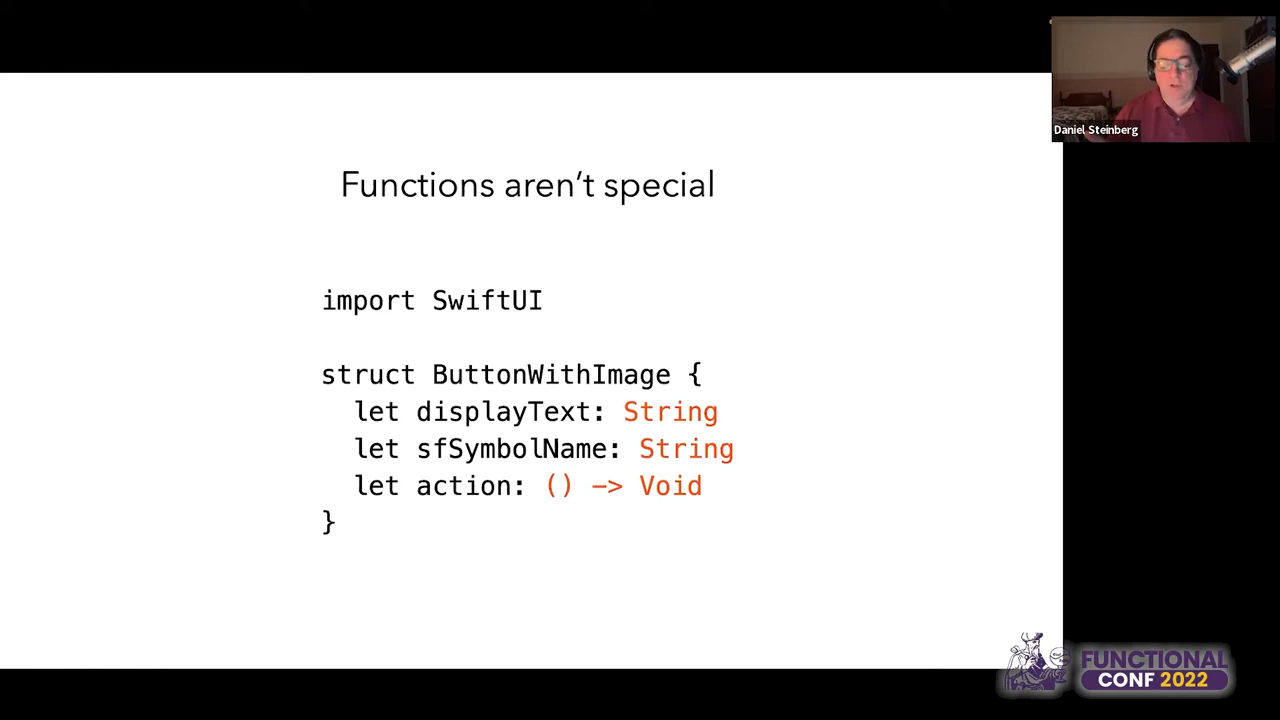 Daniel Steinberg
Functions aren’t special
import SwiftUI
struct ButtonWithImage {
let displayText: String
let sfSymbolName: String
let action: () -> Void
}
FUNCTIONAL
CONF 2022